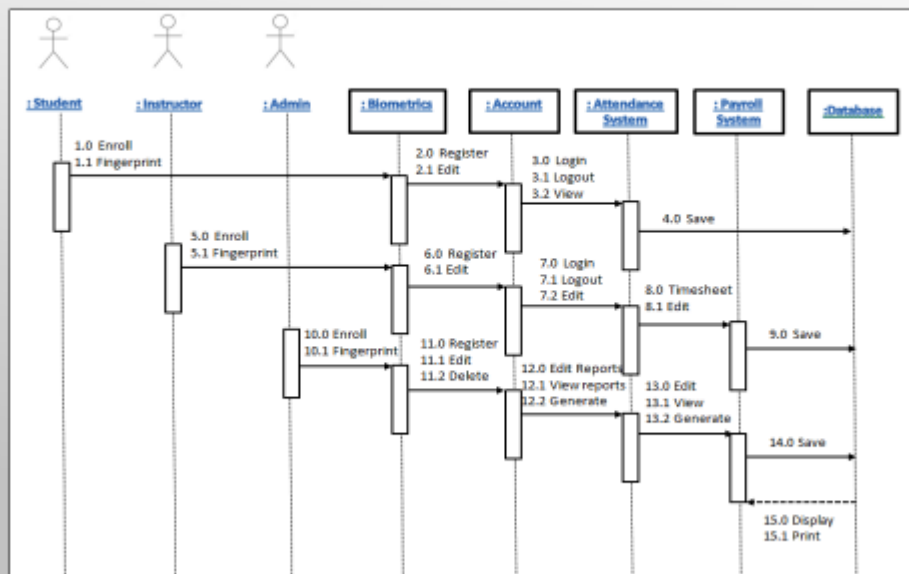 : Student
: Instructor
: Admin
: Biometrics
: Account
: Attendance
System
: Payroll
System
:Database
1.0 Enroll
1.1 Fingerprint
2.0 Register
2.1 Edit
3.0 Login
3.1 Logout
3.2 View
4.0 Save
5.0 Enroll
5.1 Fingerprint
6.0 Register
6.1 Edit
7.0 Login
7.1 Logout
7.2 Edit
8.0 Timesheet
8.1 Edit
9.0 Save
10.0 Enroll
10.1 Fingerprint
11.0 Register
11.1 Edit
11.2 Delete
12.0 Edit Reports
12.1 View reports
12.2 Generate
13.0 Edit
13.1 View
13.2 Generate
14.0 Save
15.0 Display
15.1 Print